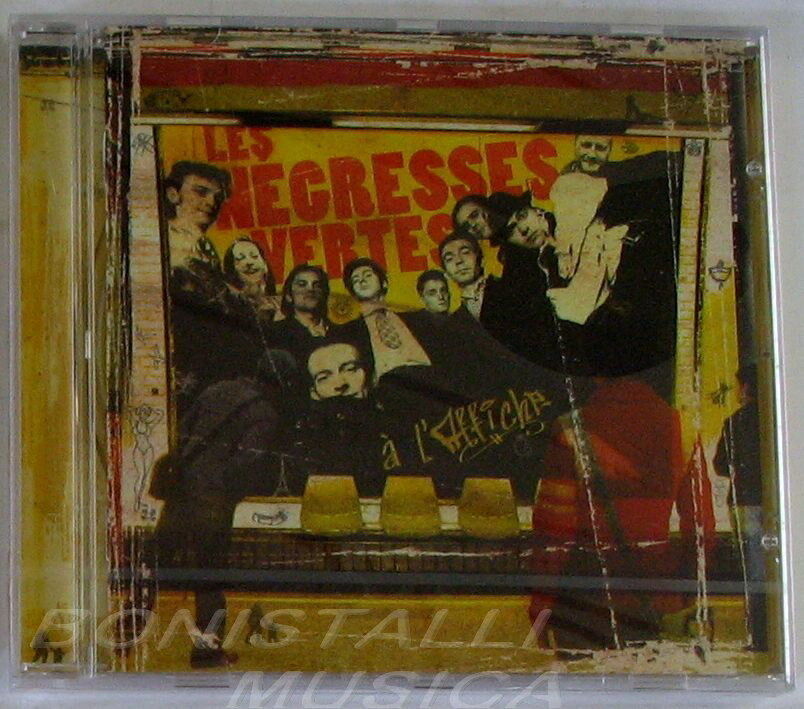 LES
NEGRESSES
VERTES
à l'Affiche
BONISTALLI
MUSICA